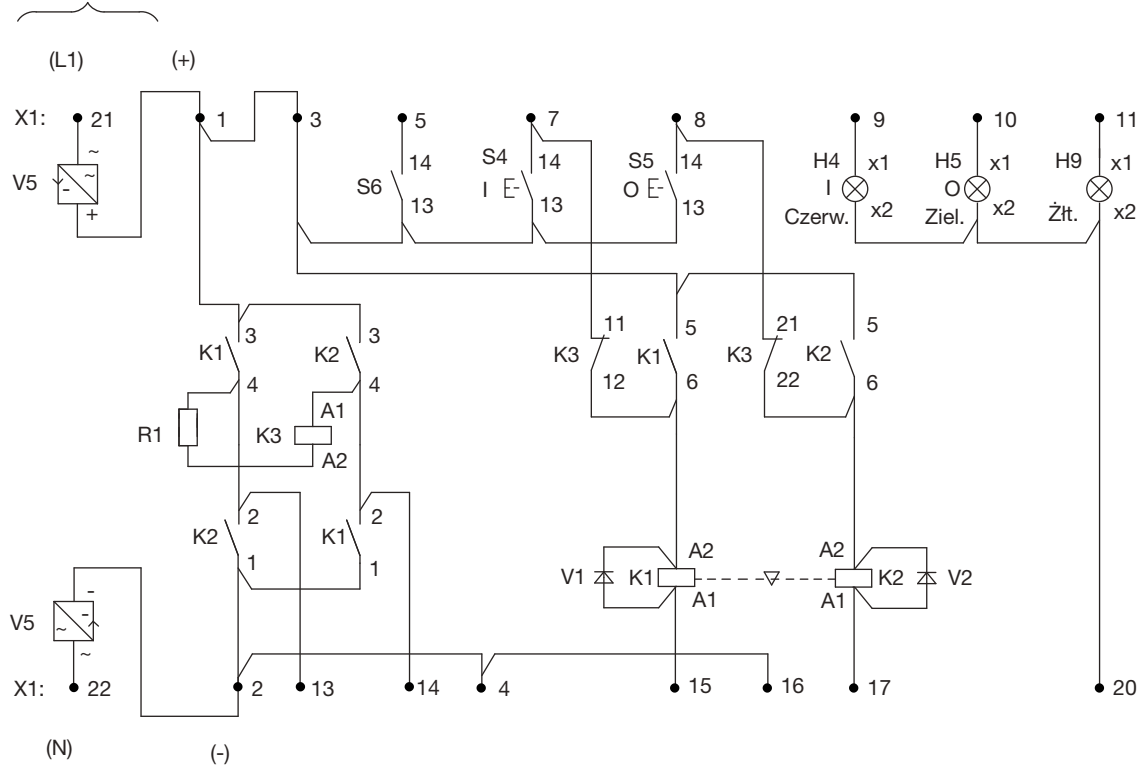 (L1) (+)
X1: 21 1 3 5 7 8 9 10 11
V5 ~ ~ - +
S6 14 13
S4 I 14 13
S5 O 14 13
H4 I x1 x2 Czerw.
H5 O x1 x2 Ziel.
H9 x1 x2 Żłt.
K1 3 4
K2 3 4
K3 11 12
K1 5 6
K3 21 22
K2 5 6
R1
K3 A1 A2
K2 2 1
K1 2 1
V1 K1 A2 A1
A2 A1 K2 V2
V5 - - ~ ~
X1: 22 2 13 14 4 15 16 17 20
(N) (-)